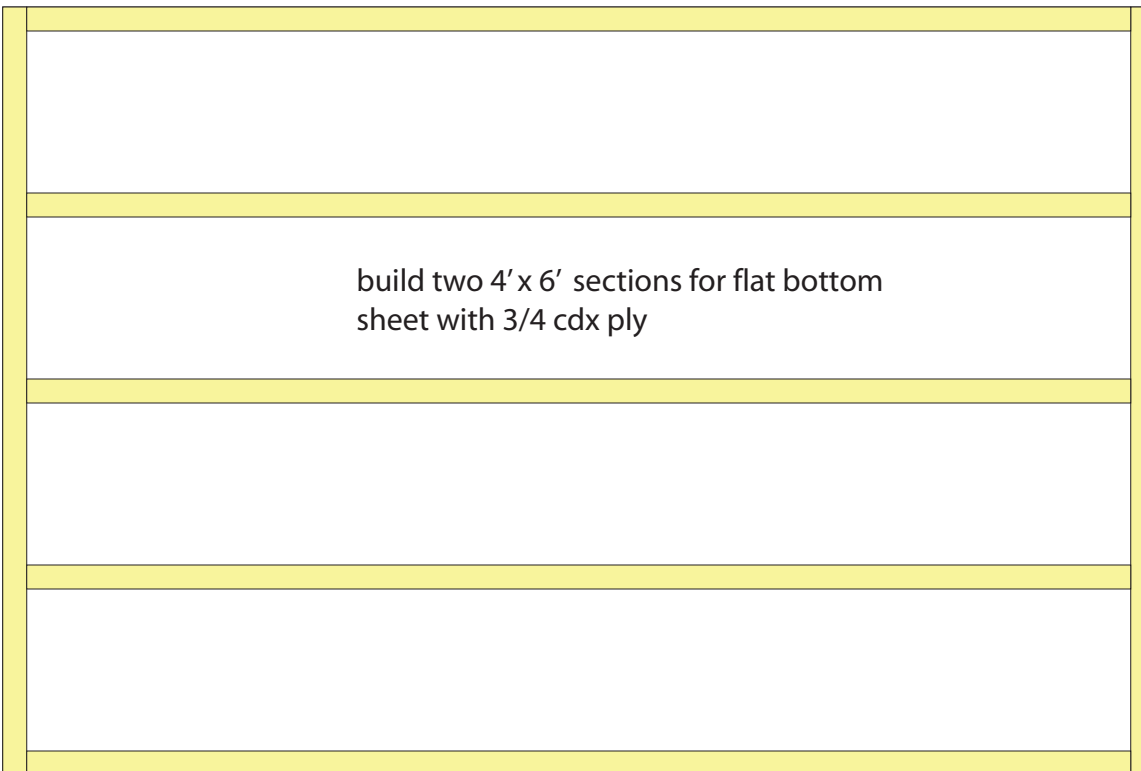 build two 4' x 6' sections for flat bottom
sheet with 3/4 cdx ply